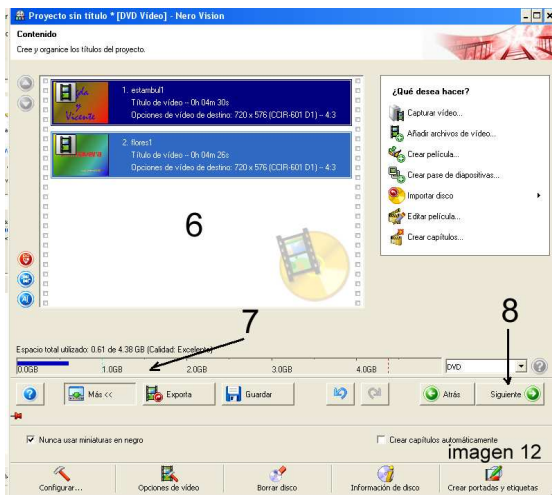 Proyecto sin título * [DVD Video] - Nero Vision
Contenido
Cree y organice los títulos del proyecto.
1. estambul1
Título de vídeo – 0h 04m 30s
Opciones de vídeo de destino: 720 x 576 (CCIR-601 D1) – 4:3
y
Vicente
2. flores1
Título de vídeo – 0h 04m 26s
Opciones de vídeo de destino: 720 x 576 (CCIR-601 D1) – 4:3
¿Qué desea hacer?
Capturar vídeo...
Añadir archivos de vídeo...
Crear película...
Crear pase de diapositivas...
Importar disco
Editar película...
Crear capítulos...
6
7
8
Espacio total utilizado: 0.61 de 4.38 GB (Calidad: Excelente)
0.0GB 1.0GB 2.0GB 3.0GB 4.0GB DVD
Más << Exporta Guardar Atrás Siguiente
Nunca usar miniaturas en negro
Crear capítulos automáticamente
imagen 12
Configurar... Opciones de vídeo Borrar disco Información de disco Crear portadas y etiquetas